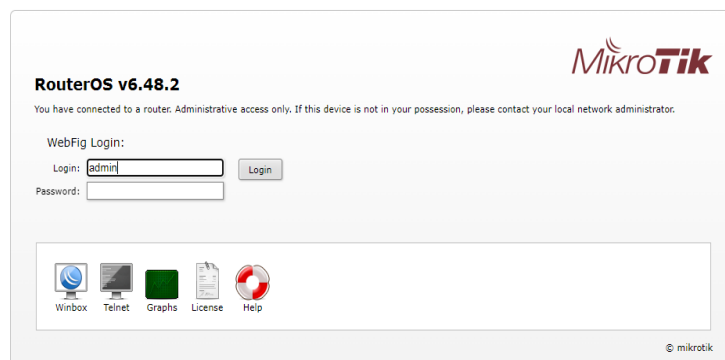 MikroTik
RouterOS v6.48.2
You have connected to a router. Administrative access only. If this device is not in your possession, please contact your local network administrator.
WebFig Login:
Login: admin Login
Password:
Winbox Telnet Graphs License Help
© mikrotik